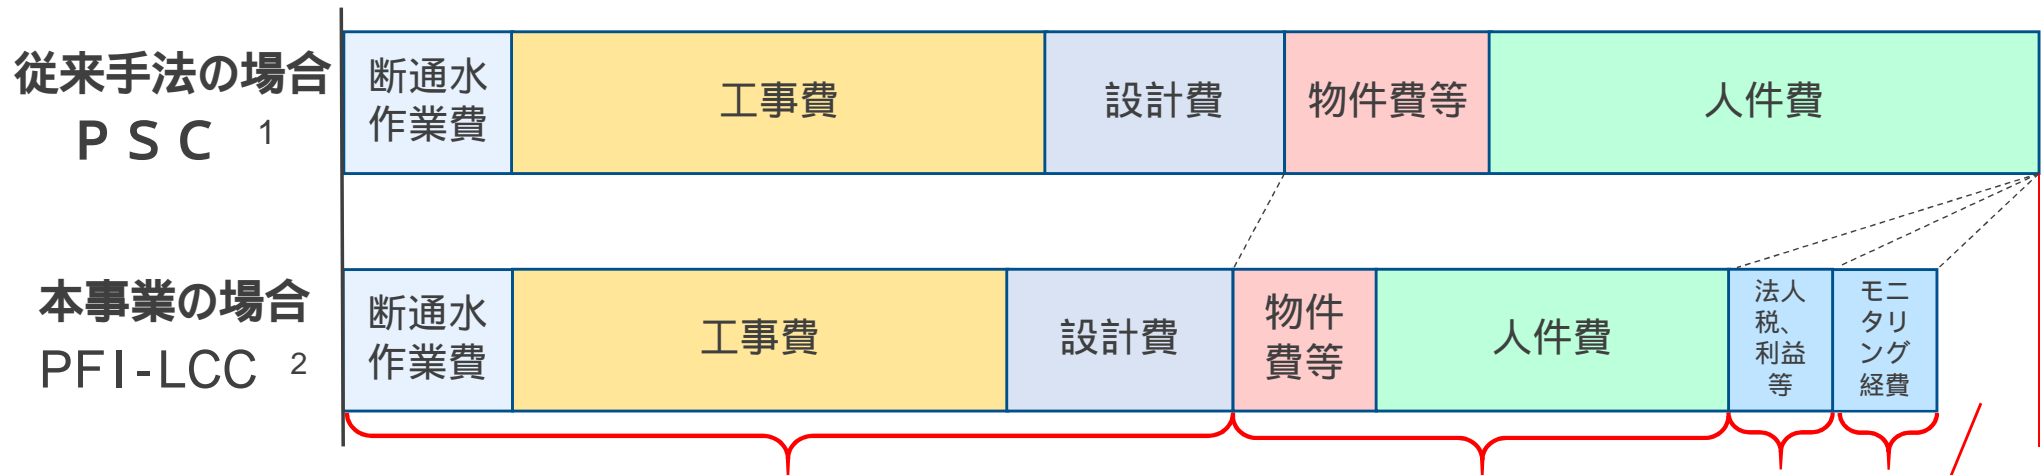 従来手法の場合
ＰＳＣ 1
断通水
作業費
工事費
設計費
物件費等
人件費
本事業の場合
PFI-LCC 2
断通水
作業費
工事費
設計費
物件
費等
人件費
法人
税、
利益
等
モニ
タリ
ング
経費